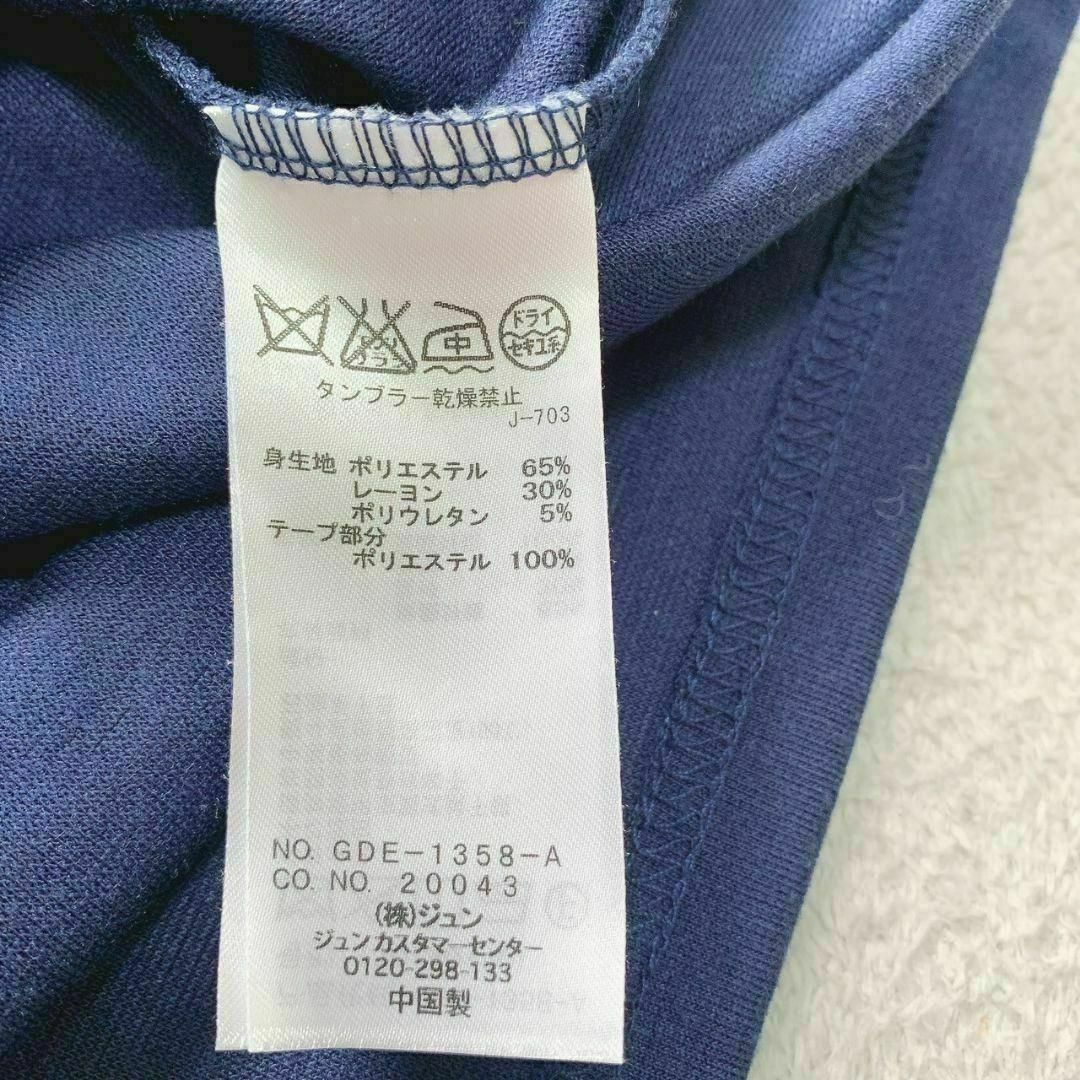 中
ドライ
セキユ系
タンブラー乾燥禁止
J-703
身生地 ポリエステル 65%
レーヨン 30%
ポリウレタン 5%
テープ部分
ポリエステル 100%
NO. GDE-1358-A
CO. NO. 20043
(株)ジュン
ジュンカスタマーセンター
0120-298-133
中国製